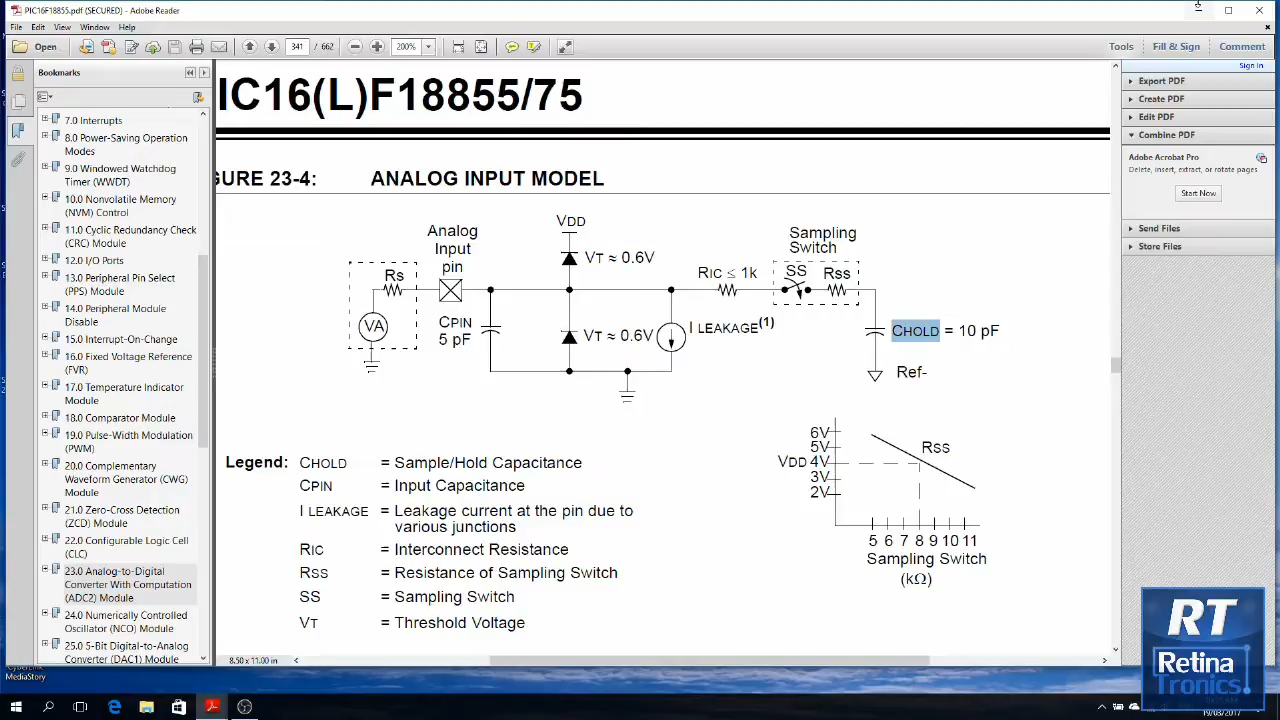 PIC16F18855.pdf (SECURED) - Adobe Reader
File Edit View Window Help
Open 341 / 662 200% Tools Fill & Sign Comment
Sign In
Bookmarks
7.0 Interrupts
8.0 Power-Saving Operation
Modes
9.0 Windowed Watchdog
Timer (WWDT)
10.0 Nonvolatile Memory
(NVM) Control
11.0 Cyclic Redundancy Check
(CRC) Module
12.0 I/O Ports
13.0 Peripheral Pin Select
(PPS) Module
14.0 Peripheral Module
Disable
15.0 Interrupt-On-Change
16.0 Fixed Voltage Reference
(FVR)
17.0 Temperature Indicator
Module
18.0 Comparator Module
19.0 Pulse-Width Modulation
(PWM)
20.0 Complementary
Waveform Generator (CWG)
Module
21.0 Zero-Cross Detection
(ZCD) Module
22.0 Configurable Logic Cell
(CLC)
23.0 Analog-to-Digital
Converter With Computation
(ADC2) Module
24.0 Numerically Controlled
Oscillator (NCO) Module
25.0 5-Bit Digital-to-Analog
Converter (DAC1) Module
IC16(L)F18855/75
GURE 23-4: ANALOG INPUT MODEL
VDD
Analog
Input
pin
Rs
VA
CPIN
5 pF
VT ≈ 0.6V
VT ≈ 0.6V
I LEAKAGE(1)
RIC ≤ 1k
Sampling
Switch
SS RSS
CHOLD = 10 pF
Ref-
6V
5V
VDD 4V
3V
2V
RSS
5 6 7 8 9 10 11
Sampling Switch
(kΩ)
Legend: CHOLD = Sample/Hold Capacitance
CPIN = Input Capacitance
I LEAKAGE = Leakage current at the pin due to
various junctions
RIC = Interconnect Resistance
RSS = Resistance of Sampling Switch
SS = Sampling Switch
VT = Threshold Voltage
8.50 x 11.00 in
Export PDF
Create PDF
Edit PDF
Combine PDF
Adobe Acrobat Pro
Delete, insert, extract, or rotate pages
Start Now
Send Files
Store Files
MediaStory
RT
Retina
Tronics
19/03/2017